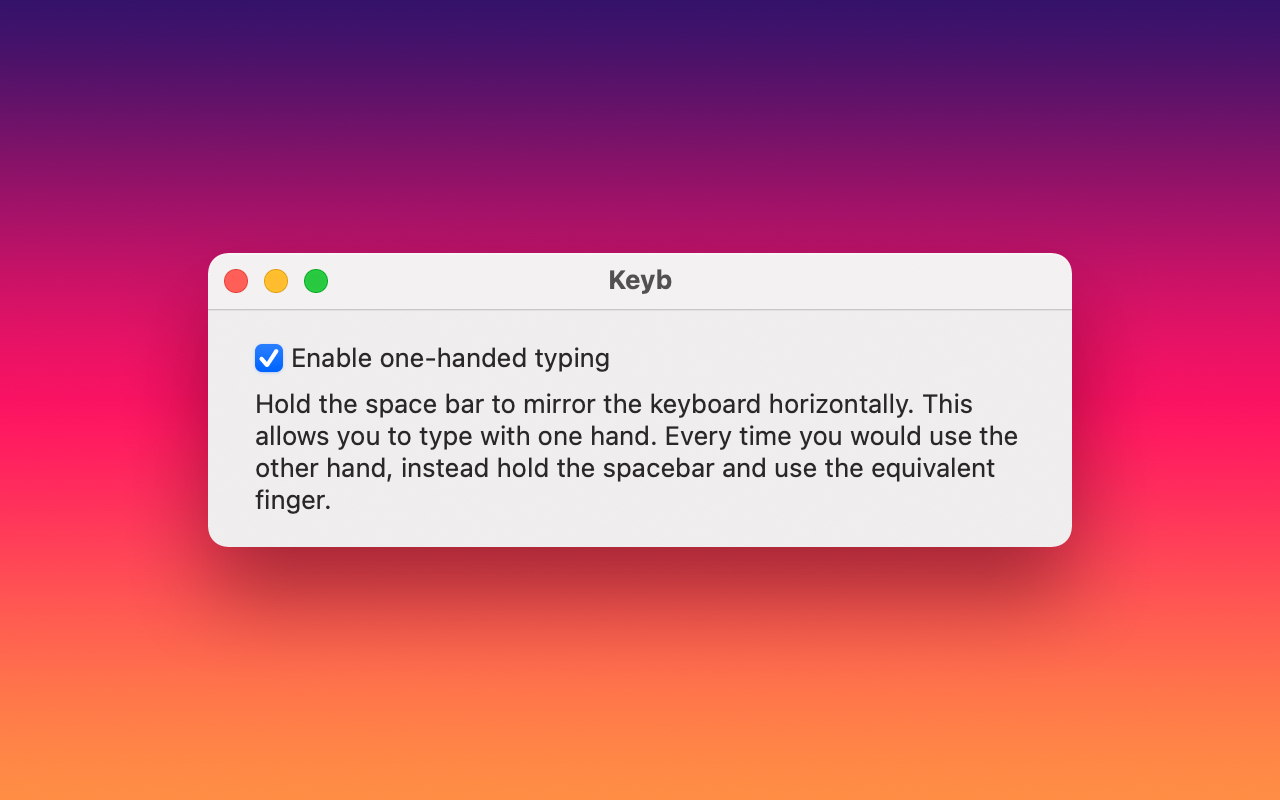 Keyb
Enable one-handed typing
Hold the space bar to mirror the keyboard horizontally. This
allows you to type with one hand. Every time you would use the
other hand, instead hold the spacebar and use the equivalent
finger.